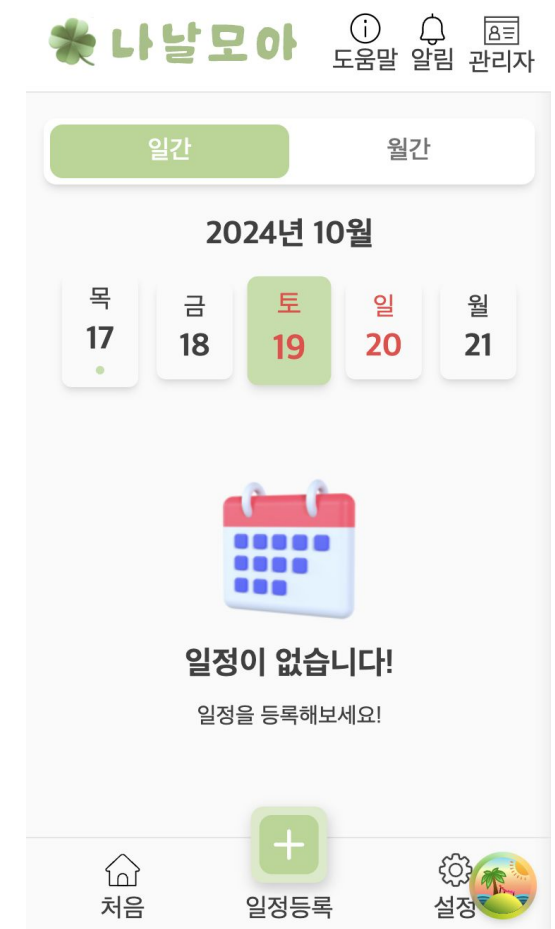 나날모아
도움말 알림 관리자
일간 월간
2024년 10월
목 금 토 일 월
17 18 19 20 21
일정이 없습니다!
일정을 등록해보세요!
처음 일정등록 설정